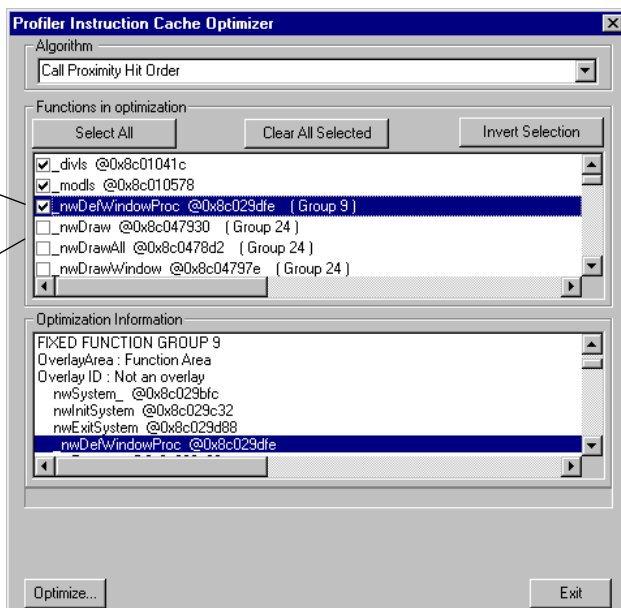 Profiler Instruction Cache Optimizer
Algorithm
Call Proximity Hit Order
Functions in optimization
Select All Clear All Selected Invert Selection
_divls @0x8c01041c
_modls @0x8c010578
_nwDefWindowProc @0x8c029dfe ( Group 9 )
_nwDraw @0x8c047930 ( Group 24 )
_nwDrawAll @0x8c0478d2 ( Group 24 )
_nwDrawWindow @0x8c04797e ( Group 24 )
Optimization Information
FIXED FUNCTION GROUP 9
OverlayArea : Function Area
Overlay ID : Not an overlay
nwSystem_ @0x8c029bfc
nwInitSystem @0x8c029c32
nwExitSystem @0x8c029d88
_nwDefWindowProc @0x8c029dfe
Optimize... Exit